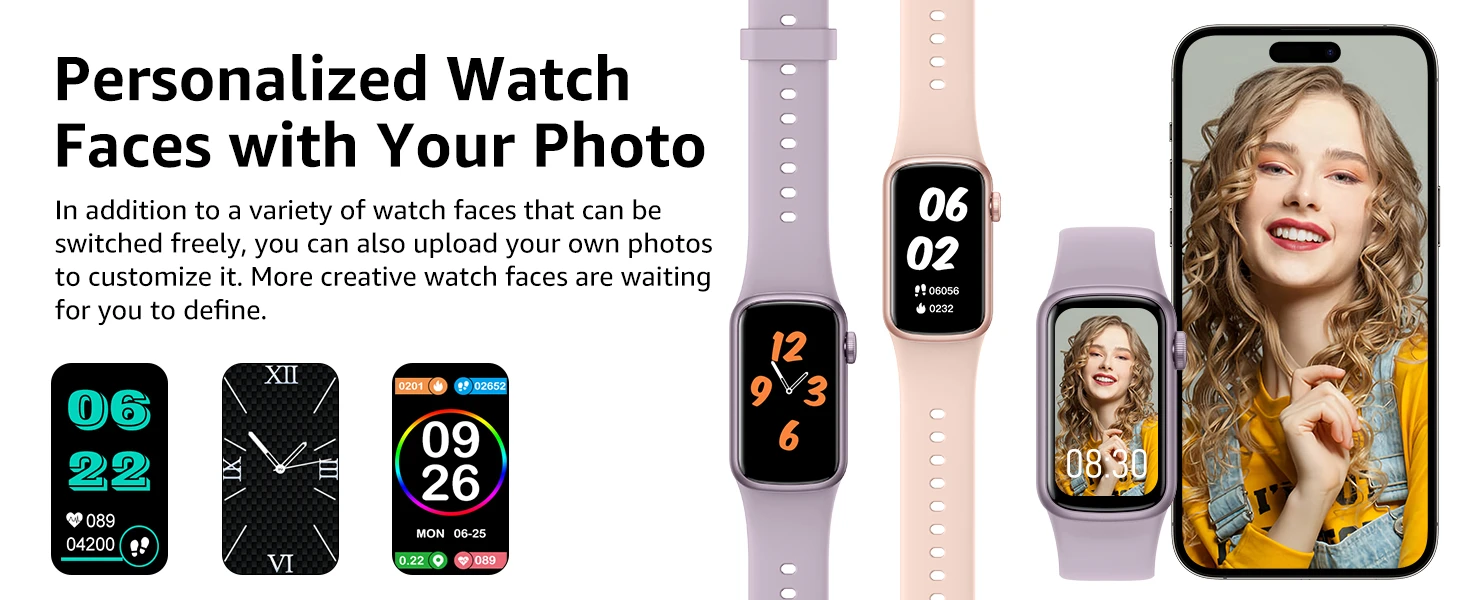 Personalized Watch
Faces with Your Photo
In addition to a variety of watch faces that can be
switched freely, you can also upload your own photos
to customize it. More creative watch faces are waiting
for you to define.
06
22
089
04200
XII
IX
III
VI
0201
02652
09
26
MON 06-25
0.22
089
12
9
3
6
06
02
06056
0232
08:30